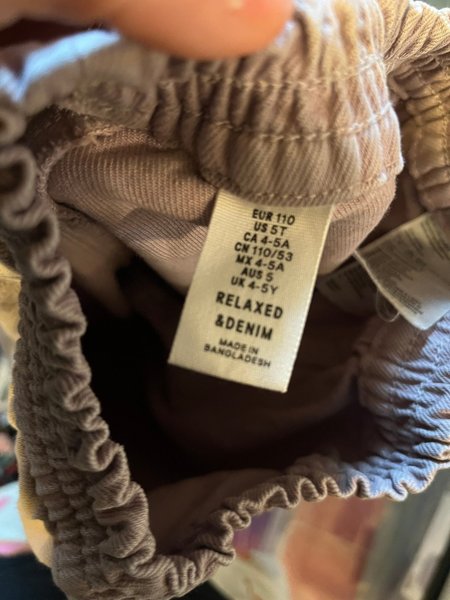 EUR 110
US 5T
CA 4-5A
CN 110/53
MX 4-5A
AUS 5
UK 4-5Y
RELAXED
&DENIM
MADE IN
BANGLADESH